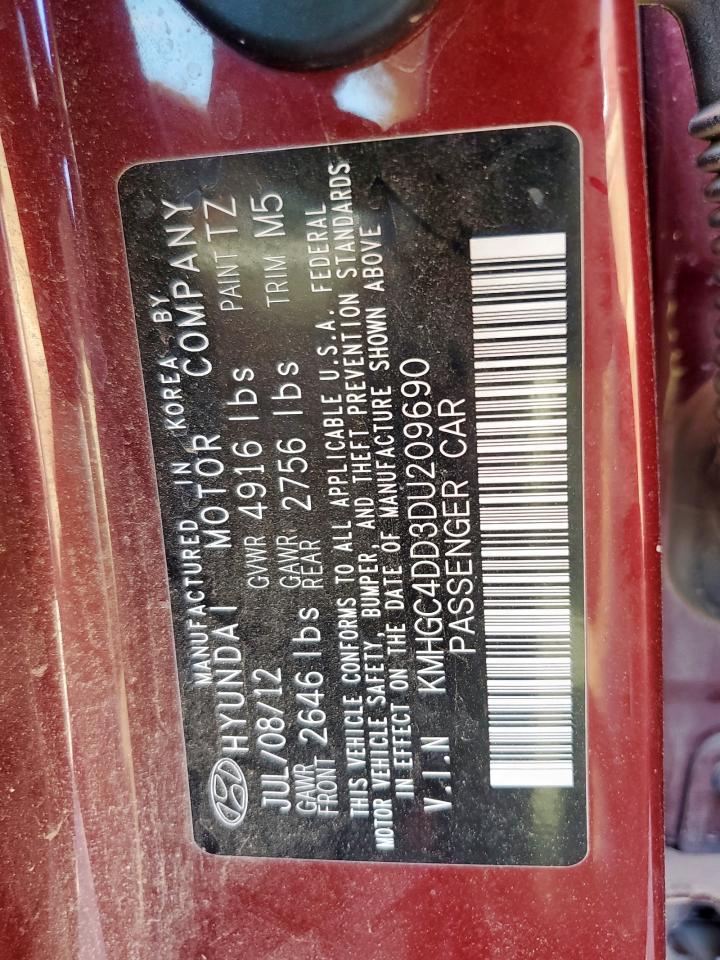 MANUFACTURED IN KOREA BY
HYUNDAI MOTOR COMPANY
JUL/08/12 GVWR 4916 lbs PAINT TZ
GAWR FRONT 2646 lbs GAWR REAR 2756 lbs TRIM M5
THIS VEHICLE CONFORMS TO ALL APPLICABLE U.S.A. FEDERAL
MOTOR VEHICLE SAFETY, BUMPER, AND THEFT PREVENTION STANDARDS
IN EFFECT ON THE DATE OF MANUFACTURE SHOWN ABOVE
V.I.N KMHGC4DD3DU209690
PASSENGER CAR